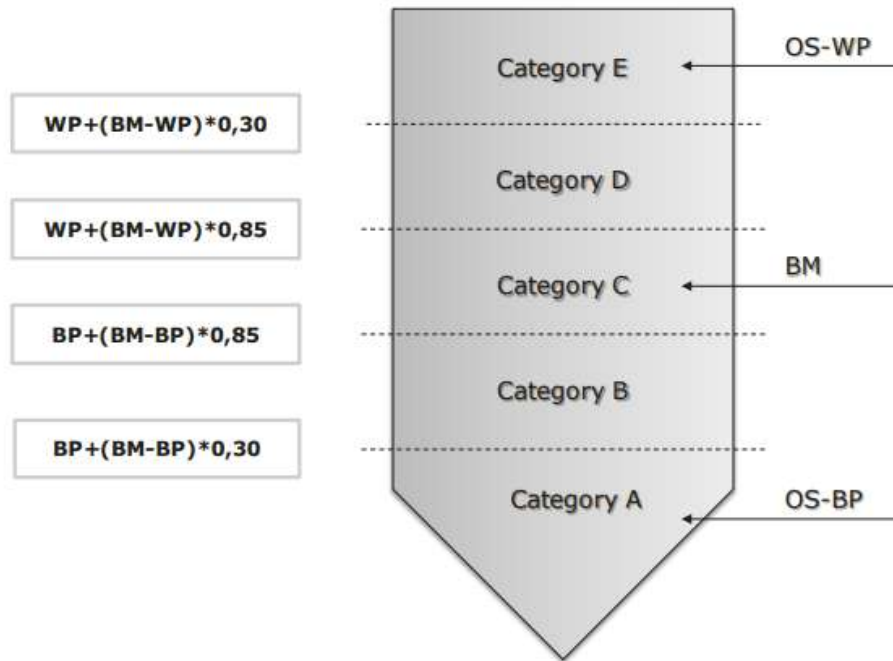 OS-WP
Category E
WP+(BM-WP)*0,30
Category D
WP+(BM-WP)*0,85
BM
Category C
BP+(BM-BP)*0,85
Category B
BP+(BM-BP)*0,30
Category A
OS-BP